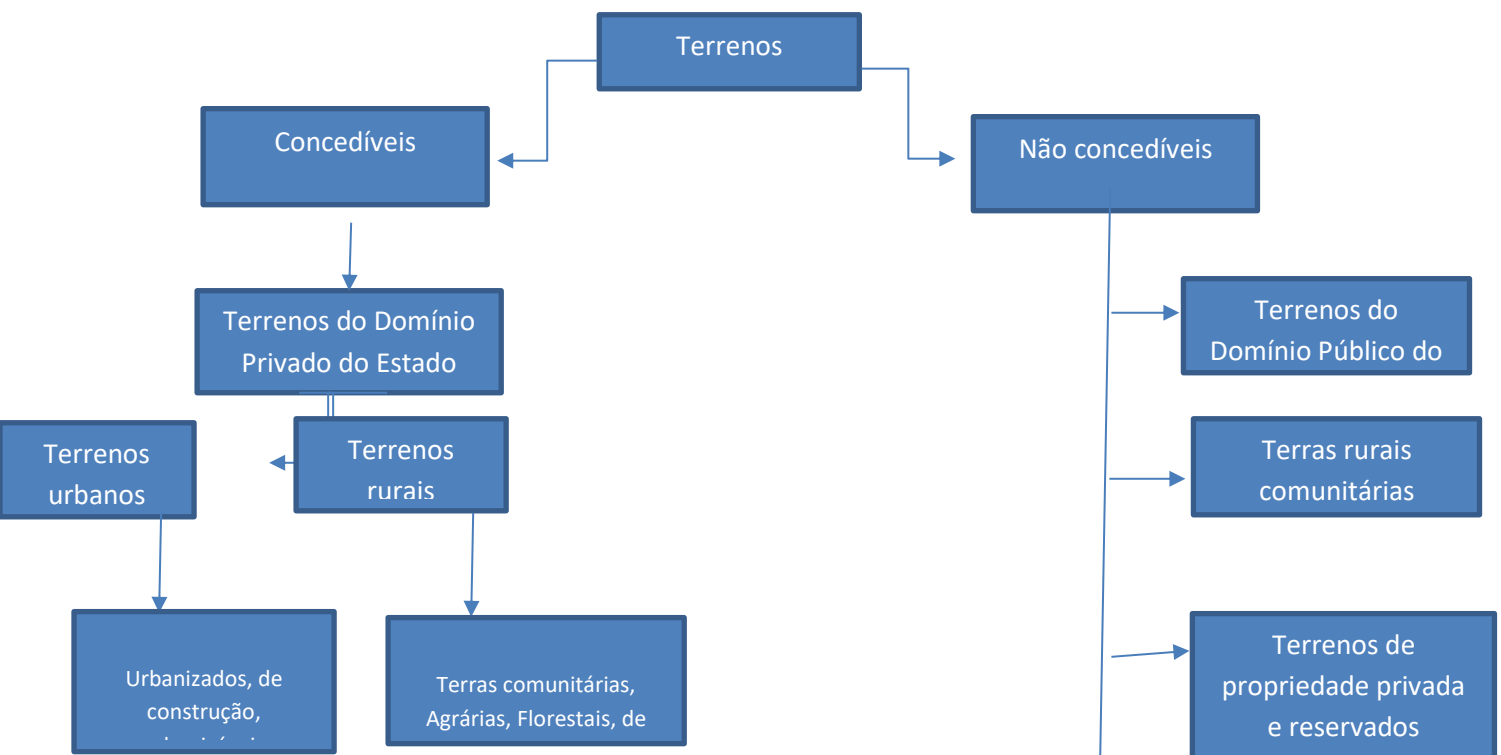 Terrenos
Concedíveis
Não concedíveis
Terrenos do Domínio
Privado do Estado
Terrenos do
Domínio Público do
Terrenos
urbanos
Terrenos
rurais
Terras rurais
comunitárias
Urbanizados, de
construção,
Terras comunitárias,
Agrárias, Florestais, de
Terrenos de
propriedade privada
e reservados